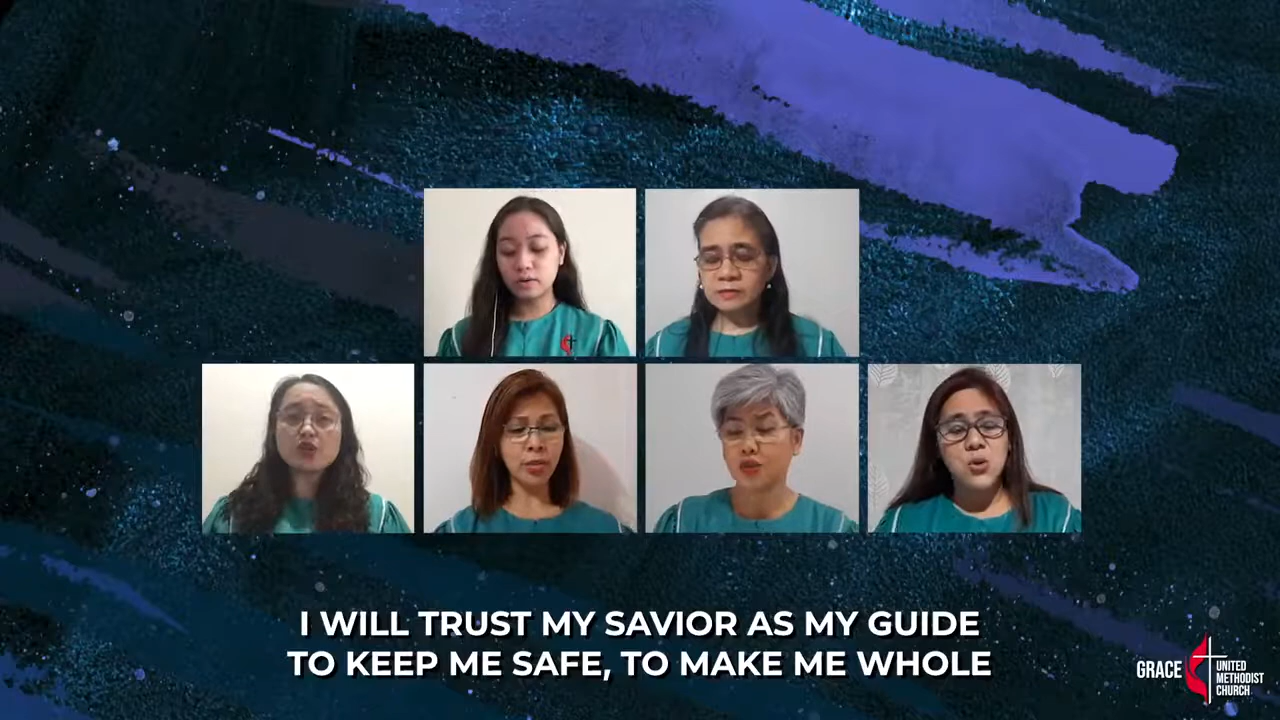 I WILL TRUST MY SAVIOR AS MY GUIDE
TO KEEP ME SAFE, TO MAKE ME WHOLE
GRACE
UNITED
METHODIST
CHURCH